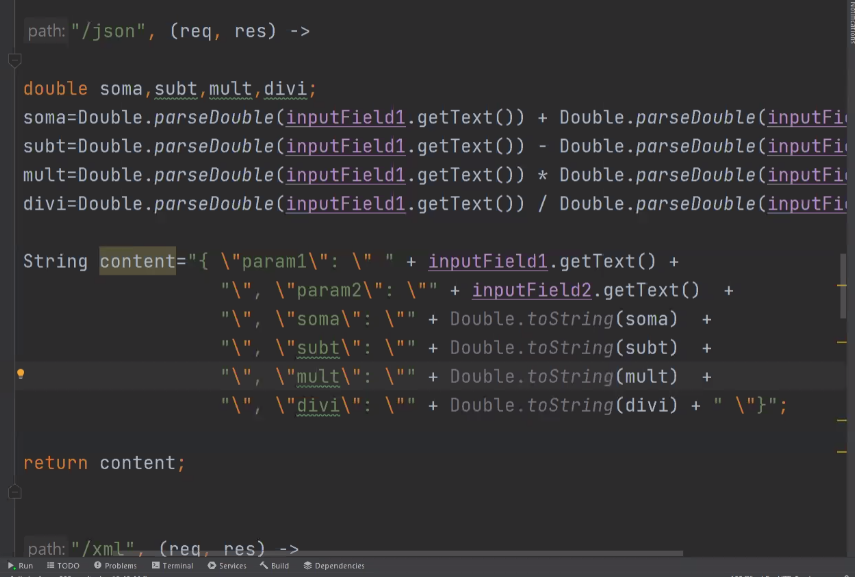 path: "/json", (req, res) ->
double soma,subt,mult,divi;
soma=Double.parseDouble(inputField1.getText()) + Double.parseDouble(inputFi
subt=Double.parseDouble(inputField1.getText()) - Double.parseDouble(inputFi
mult=Double.parseDouble(inputField1.getText()) * Double.parseDouble(inputFi
divi=Double.parseDouble(inputField1.getText()) / Double.parseDouble(inputFi
String content="{ \"param1\": \" " + inputField1.getText() +
"\", \"param2\": \"" + inputField2.getText() +
"\", \"soma\": \"" + Double.toString(soma) +
"\", \"subt\": \"" + Double.toString(subt) +
"\", \"mult\": \"" + Double.toString(mult) +
"\", \"divi\": \"" + Double.toString(divi) + " \"}";
return content;
path: "/xml", (req, res) ->
Run TODO Problems Terminal Services Build Dependencies